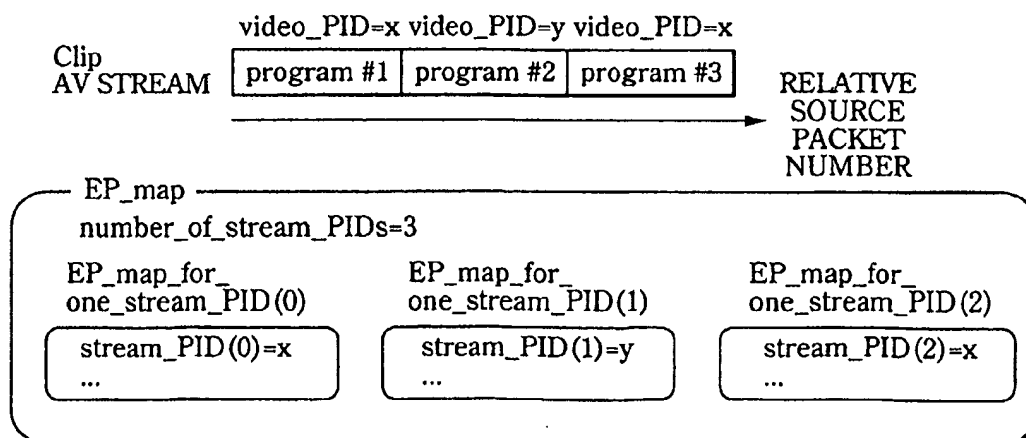 video_PID=x video_PID=y video_PID=x
Clip
AV STREAM
program #1 program #2 program #3
RELATIVE
SOURCE
PACKET
NUMBER
EP_map
number_of_stream_PIDs=3
EP_map_for_
one_stream_PID(0)
stream_PID(0)=x
...
EP_map_for_
one_stream_PID(1)
stream_PID(1)=y
...
EP_map_for_
one_stream_PID(2)
stream_PID(2)=x
...